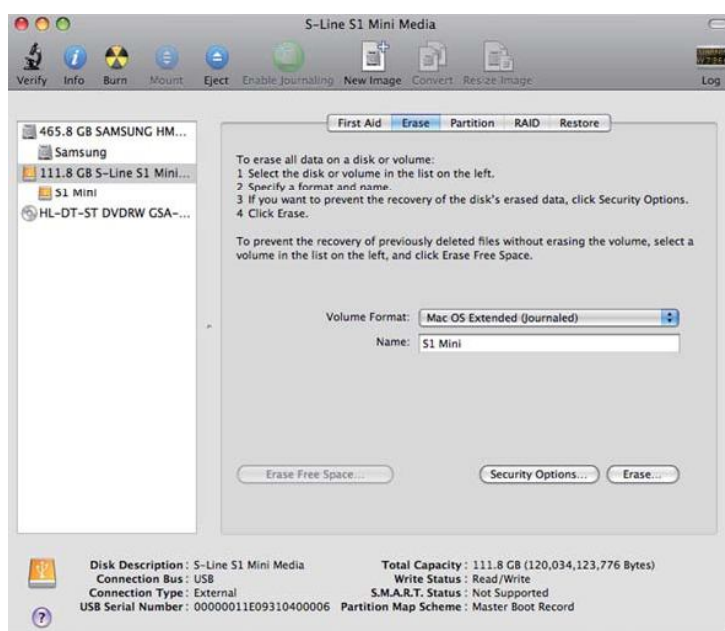 S-Line S1 Mini Media
Verify Info Burn Mount Eject Enable Journaling New Image Convert Resize Image Log
465.8 GB SAMSUNG HM...
Samsung
111.8 GB S-Line S1 Mini...
S1 Mini
HL-DT-ST DVDRW GSA-...
First Aid Erase Partition RAID Restore
To erase all data on a disk or volume:
1 Select the disk or volume in the list on the left.
2 Specify a format and name.
3 If you want to prevent the recovery of the disk's erased data, click Security Options.
4 Click Erase.
To prevent the recovery of previously deleted files without erasing the volume, select a
volume in the list on the left, and click Erase Free Space.
Volume Format: Mac OS Extended (Journaled)
Name: S1 Mini
Erase Free Space... Security Options... Erase...
Disk Description : S-Line S1 Mini Media Total Capacity : 111.8 GB (120,034,123,776 Bytes)
Connection Bus : USB Write Status : Read/Write
Connection Type : External S.M.A.R.T. Status : Not Supported
USB Serial Number : 00000011E09310400006 Partition Map Scheme : Master Boot Record
?